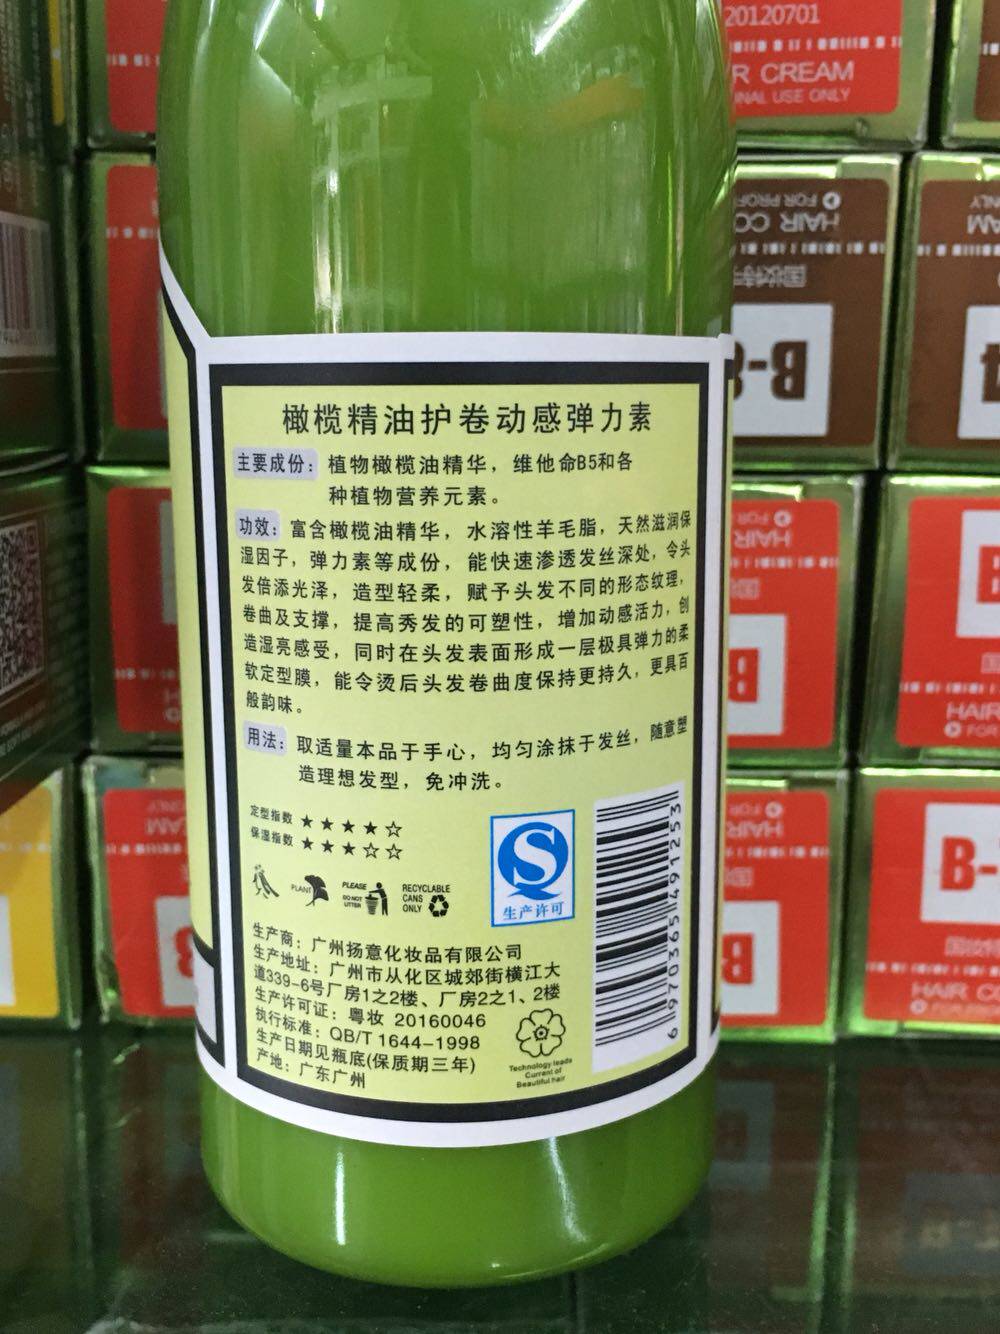 20120701
R CREAM
NAL USE ONLY
橄榄精油护卷动感弹力素
主要成份：植物橄榄油精华，维他命B5和各
种植物营养元素。
功效：富含橄榄油精华，水溶性羊毛脂，天然滋润保
湿因子，弹力素等成份，能快速渗透发丝深处，令头
发倍添光泽，造型轻柔，赋予头发不同的形态纹理，
卷曲及支撑，提高秀发的可塑性，增加动感活力，创
造湿亮感受，同时在头发表面形成一层极具弹力的柔
软定型膜，能令烫后头发卷曲度保持更持久，更具百
般韵味。
用法：取适量本品于手心，均匀涂抹于发丝，随意塑
造理想发型，免冲洗。
定型指数 ★★★★☆
保湿指数 ★★★☆☆
PLANT
PLEASE
DO NOT
LITTER
RECYCLABLE
CANS
ONLY
生产许可
6970365491253
生产商：广州扬意化妆品有限公司
生产地址：广州市从化区城郊街横江大
道339-6号厂房1之2楼、厂房2之1、2楼
生产许可证：粤妆 20160046
执行标准：QB/T 1644-1998
生产日期见瓶底(保质期三年)
产地：广东广州
Technology leads
Current of
Beautiful hair
HAIR CO
FOR PROF
国妆特
B-
HAIR
FOR
HAIR C